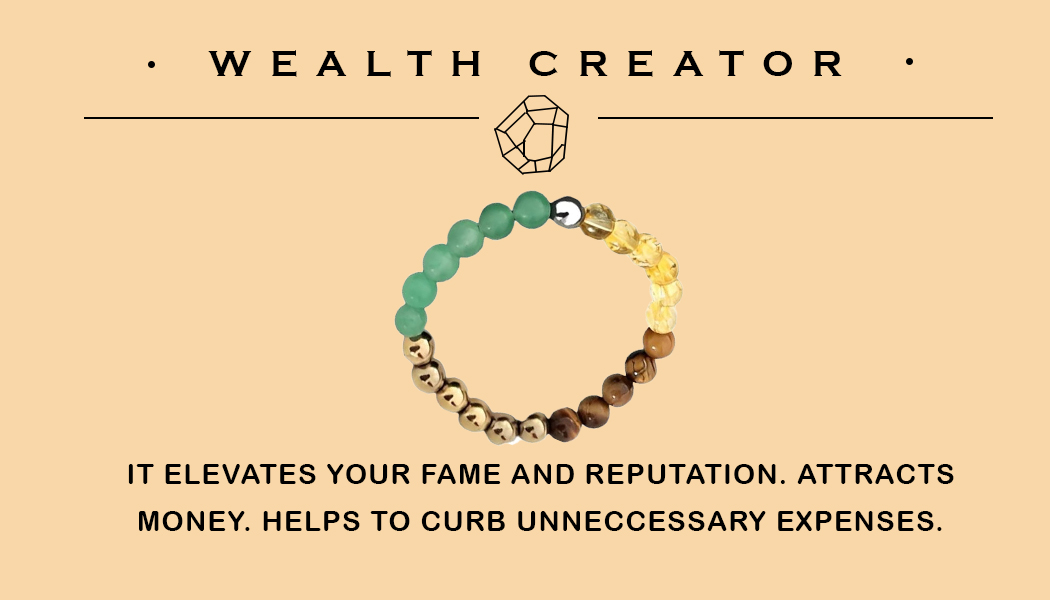 WEALTH CREATOR
IT ELEVATES YOUR FAME AND REPUTATION. ATTRACTS
MONEY. HELPS TO CURB UNNECCESSARY EXPENSES.